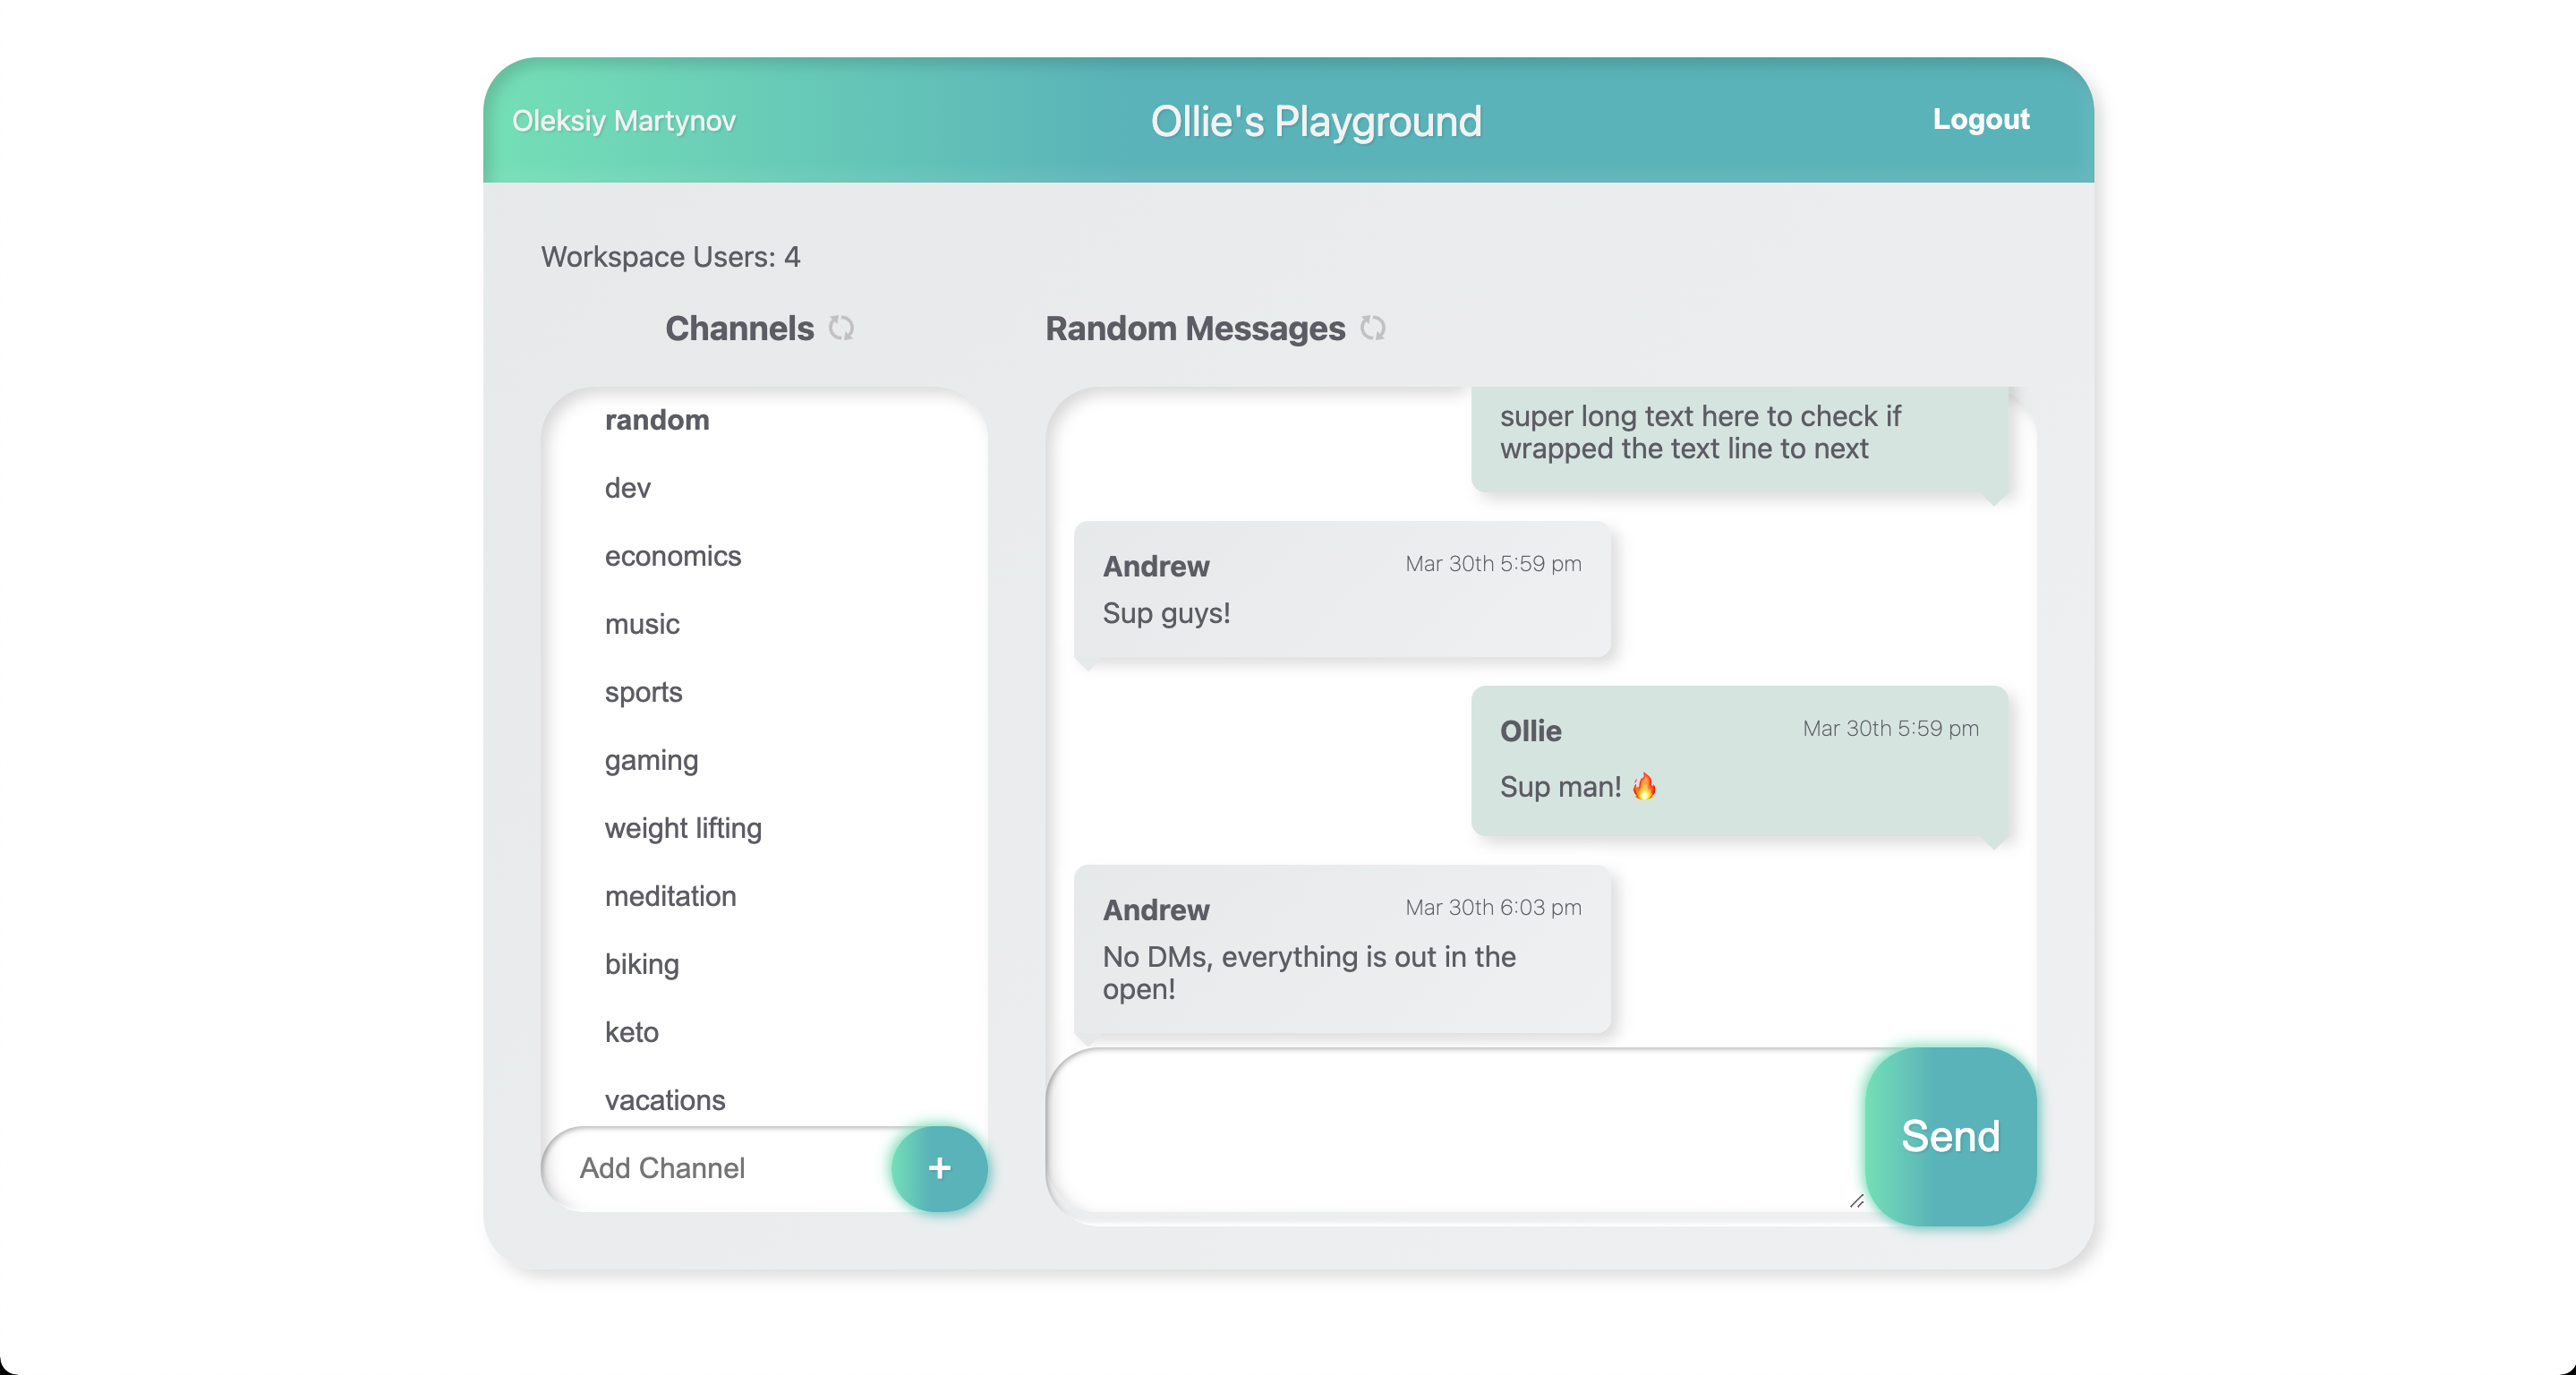 Oleksiy Martynov
Ollie's Playground
Logout
Workspace Users: 4
Channels
random
dev
economics
music
sports
gaming
weight lifting
meditation
biking
keto
vacations
Add Channel
+
Random Messages
super long text here to check if
wrapped the text line to next
Andrew Mar 30th 5:59 pm
Sup guys!
Ollie Mar 30th 5:59 pm
Sup man! 🔥
Andrew Mar 30th 6:03 pm
No DMs, everything is out in the
open!
Send